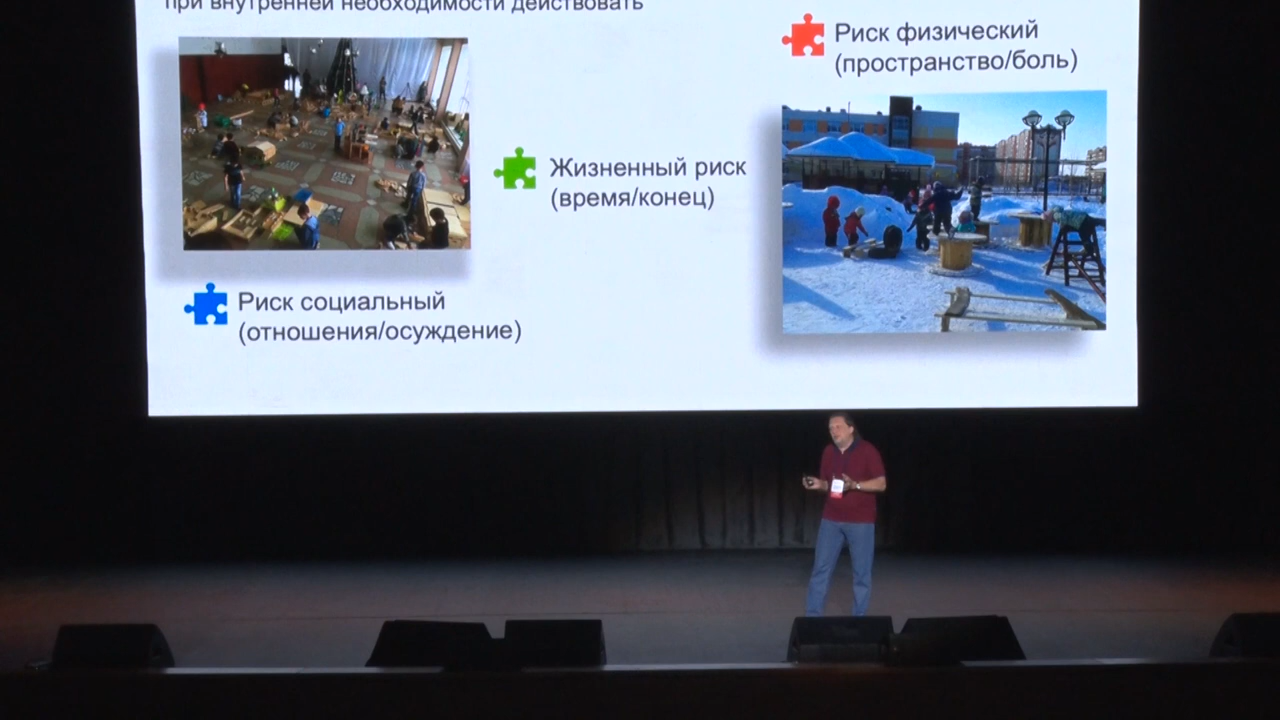 при внутренней необходимости действовать
Риск физический
(пространство/боль)
Жизненный риск
(время/конец)
Риск социальный
(отношения/осуждение)